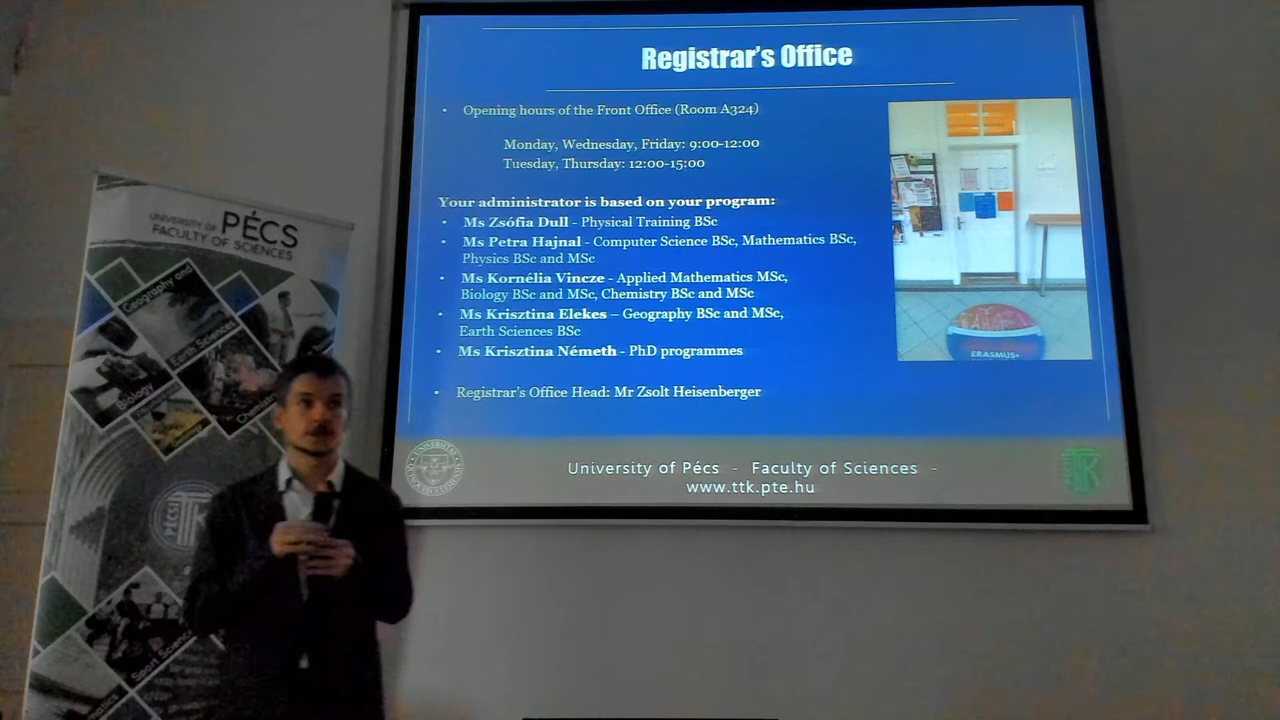 Registrar's Office
• Opening hours of the Front Office (Room A324)
Monday, Wednesday, Friday: 9:00-12:00
Tuesday, Thursday: 12:00-15:00
Your administrator is based on your program:
• Ms Zsófia Dull - Physical Training BSc
• Ms Petra Hajnal - Computer Science BSc, Mathematics BSc,
Physics BSc and MSc
• Ms Kornélia Vincze - Applied Mathematics MSc,
Biology BSc and MSc, Chemistry BSc and MSc
• Ms Krisztina Elekes – Geography BSc and MSc,
Earth Sciences BSc
• Ms Krisztina Németh - PhD programmes
• Registrar's Office Head: Mr Zsolt Heisenberger
ERASMUS+
University of Pécs - Faculty of Sciences -
www.ttk.pte.hu
UNIVERSITY OF PÉCS
FACULTY OF SCIENCES
Geography and
Earth Sciences
Biology
Chemistr
PÉCSI
Sport Scienc